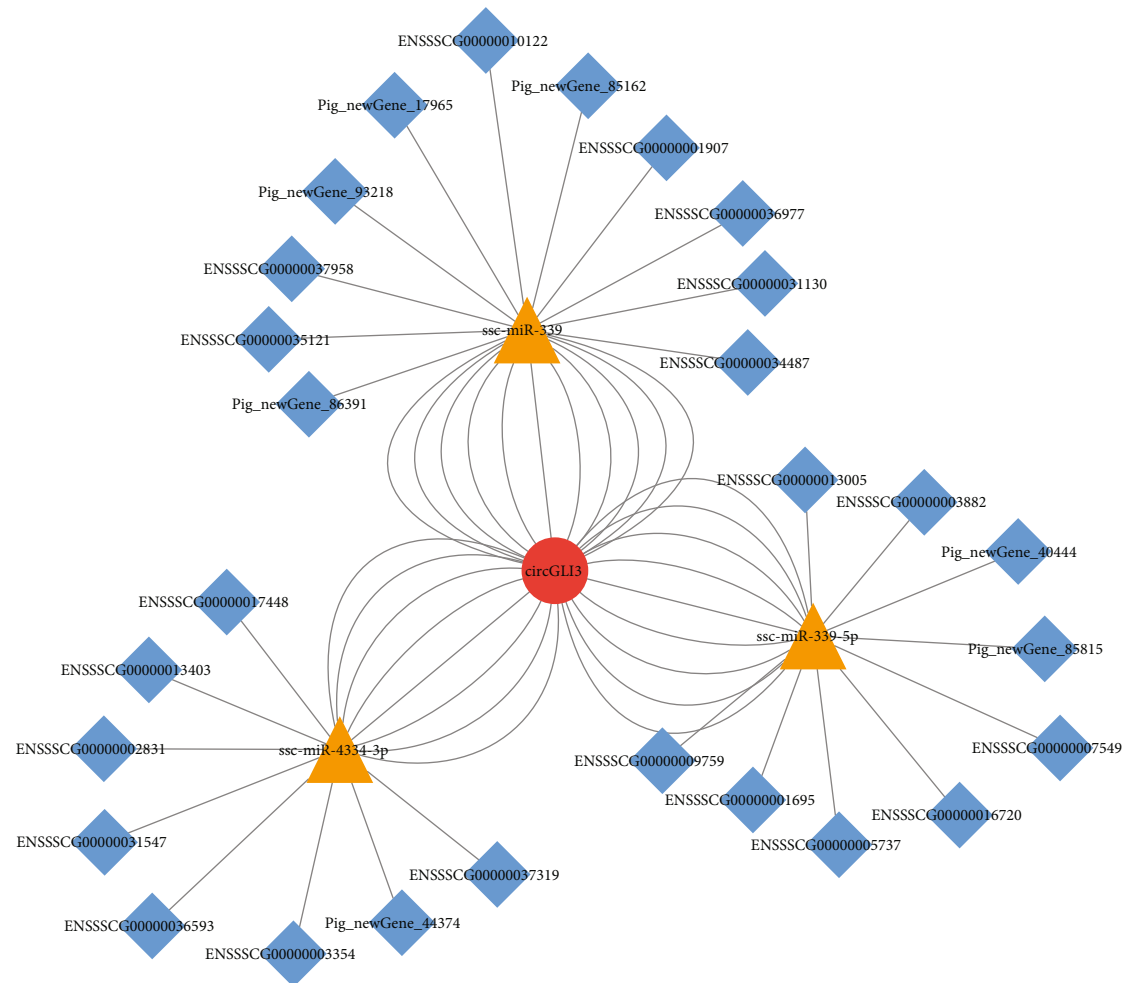 ENSSSCG00000010122
Pig_newGene_85162
Pig_newGene_17965
ENSSSCG00000001907
Pig_newGene_93218
ENSSSCG00000036977
ENSSSCG00000037958
ENSSSCG00000031130
ssc-miR-339
ENSSSCG00000035121
ENSSSCG00000034487
Pig_newGene_86391
ENSSSCG00000013005
ENSSSCG00000003882
Pig_newGene_40444
circGLI3
ENSSSCG00000017448
ssc-miR-339-5p
Pig_newGene_85815
ENSSSCG00000013403
ENSSSCG00000002831
ssc-miR-4334-3p
ENSSSCG00000007549
ENSSSCG00000009759
ENSSSCG00000001695
ENSSSCG00000016720
ENSSSCG00000031547
ENSSSCG00000005737
ENSSSCG00000037319
ENSSSCG00000036593
Pig_newGene_44374
ENSSSCG00000003354